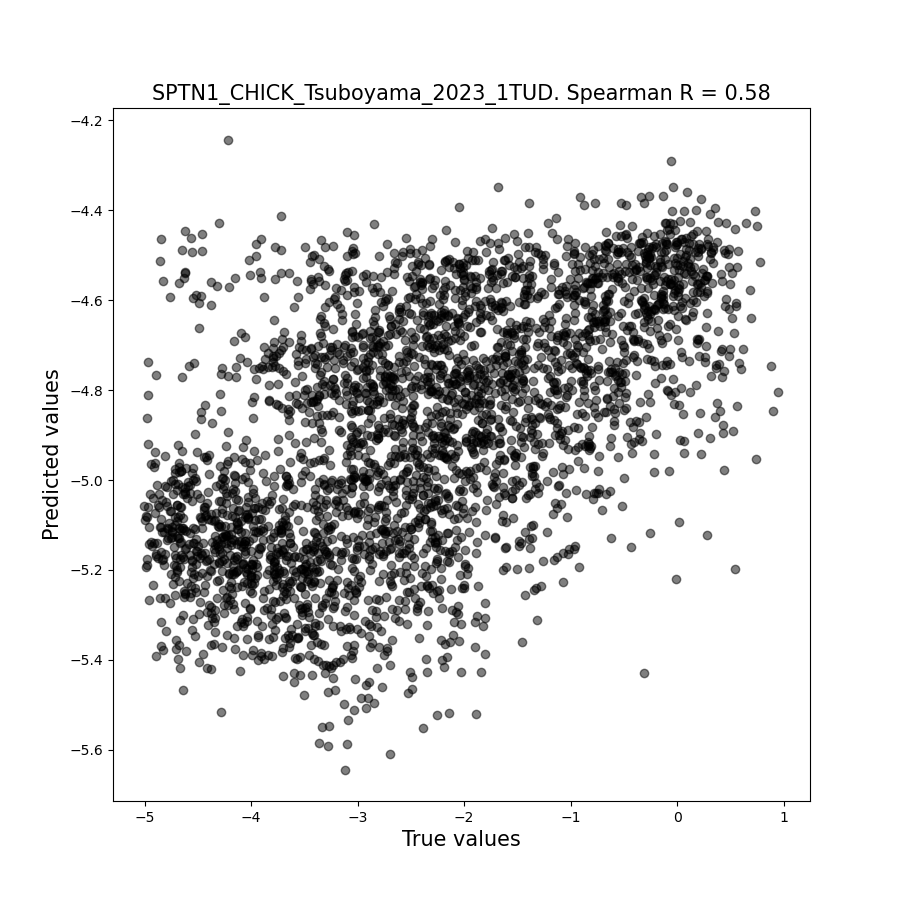 SPTN1_CHICK_Tsuboyama_2023_1TUD. Spearman R = 0.58
−4.2
−4.4
−4.6
−4.8
−5.0
−5.2
−5.4
−5.6
Predicted values
−5 −4 −3 −2 −1 0 1
True values